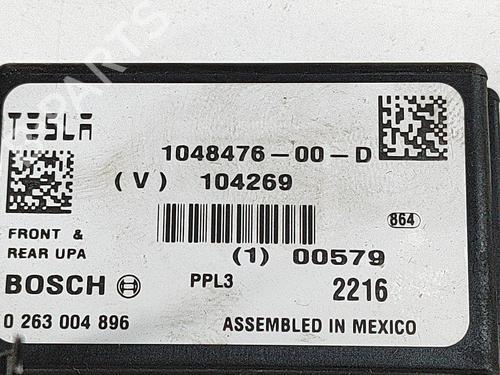 PARTS
TESLA
1048476-00-D
(V) 104269
FRONT &
REAR UPA
864
(1) 00579
BOSCH
PPL3
2216
0 263 004 896
ASSEMBLED IN MEXICO